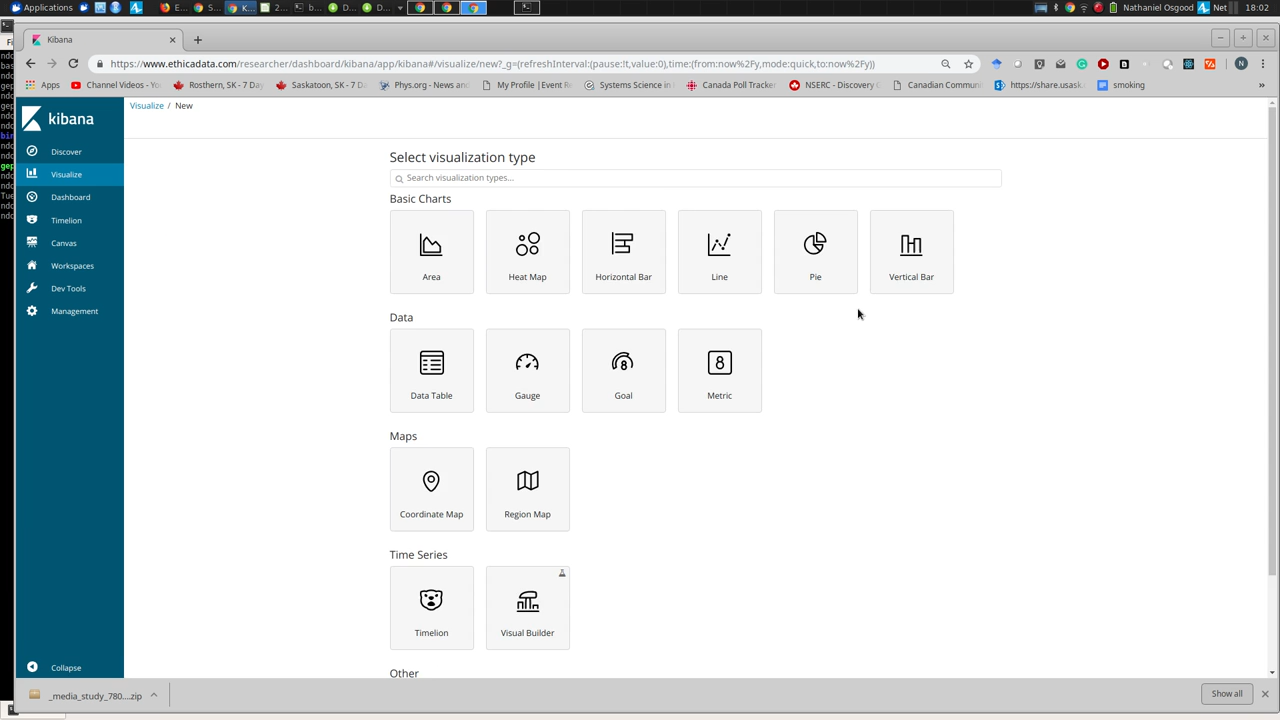 Applications
E...
S...
K...
2...
b...
D...
D...
Nathaniel Osgood
Net
18:02
Kibana
https://www.ethicadata.com/researcher/dashboard/kibana/app/kibana#/visualize/new?_g=(refreshInterval:(pause:!t,value:0),time:(from:now%2Fy,mode:quick,to:now%2Fy))
N
Apps
Channel Videos - Yo
Rosthern, SK - 7 Day
Saskatoon, SK - 7 D
Phys.org - News and
My Profile |Event R
Systems Science in
Canada Poll Tracker
NSERC - Discovery
Canadian Commun
https://share.usask.
smoking
»
kibana
Visualize / New
Discover
Visualize
Dashboard
Timelion
Canvas
Workspaces
Dev Tools
Management
Collapse
Select visualization type
Search visualization types...
Basic Charts
Area
Heat Map
Horizontal Bar
Line
Pie
Vertical Bar
Data
Data Table
Gauge
Goal
Metric
Maps
Coordinate Map
Region Map
Time Series
Timelion
Visual Builder
Other
_media_study_780....zip
Show all